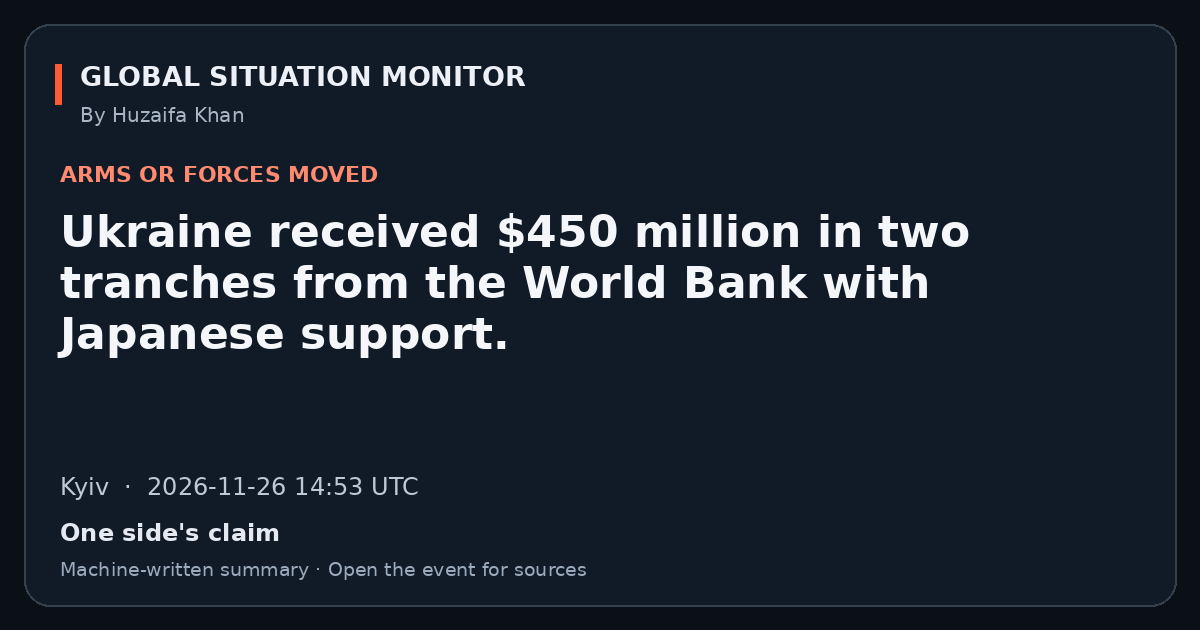 GLOBAL SITUATION MONITOR
By Huzaifa Khan
ARMS OR FORCES MOVED
Ukraine received $450 million in two
tranches from the World Bank with
Japanese support.
Kyiv · 2026-11-26 14:53 UTC
One side's claim
Machine-written summary · Open the event for sources